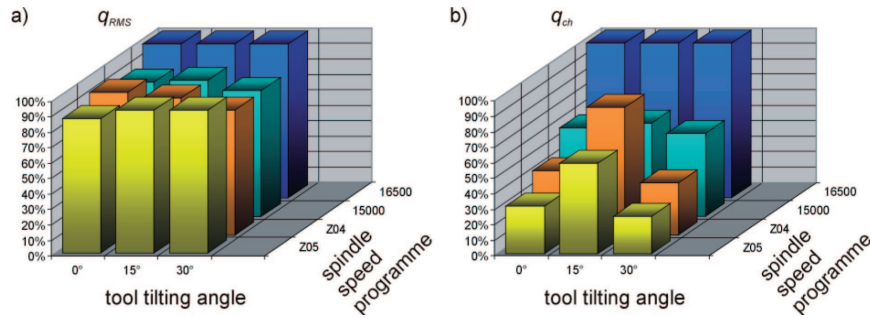 a)
q_RMS
100%
90%
80%
70%
60%
50%
40%
30%
20%
10%
0%
0°
15°
30°
Z05
Z04
15000
16500
spindle
speed
programme
tool tilting angle
b)
q_ch
100%
90%
80%
70%
60%
50%
40%
30%
20%
10%
0%
0°
15°
30°
Z05
Z04
15000
16500
spindle
speed
programme
tool tilting angle